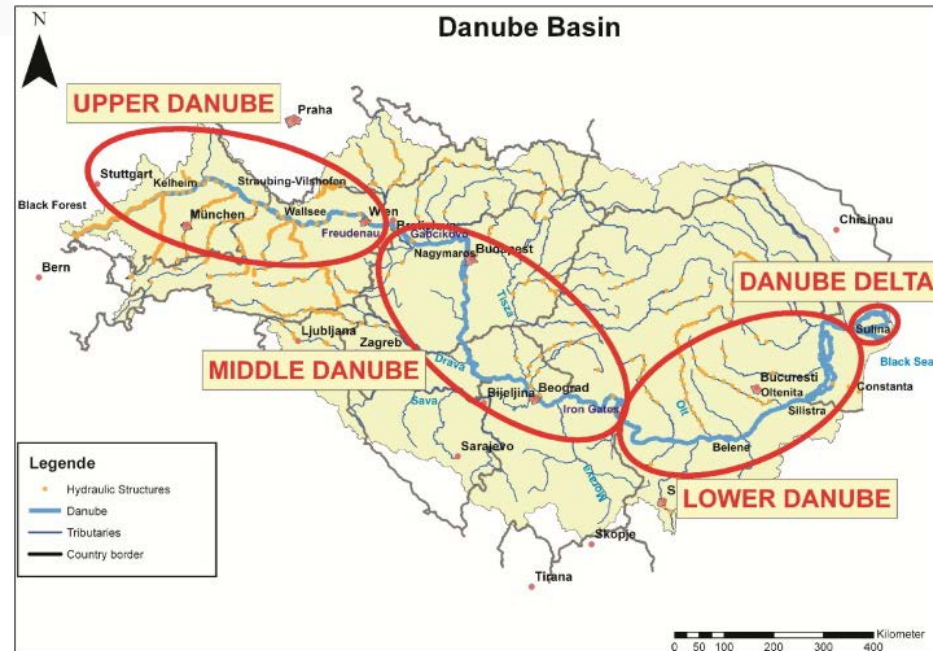 Danube Basin
N
UPPER DANUBE
Praha
Stuttgart
Kelheim
Straubing-Vilshofen
Black Forest
München
Wallsee
Wien
Freudenau
Gabcikovo
Nagymaros
Budapest
Chisinau
Bern
DANUBE DELTA
Tisza
Sulina
Ljubljana
Zagreb
Black Sea
MIDDLE DANUBE
Drava
Bucuresti
Constanta
Oltenita
Beograd
Bijeljina
Sava
Iron Gates
Olt
Silistra
Belene
Sarajevo
Morava
LOWER DANUBE
Skopje
Tirana
Legende
Hydraulic Structures
Danube
Tributaries
Country border
Kilometer
0 50 100 200 300 400